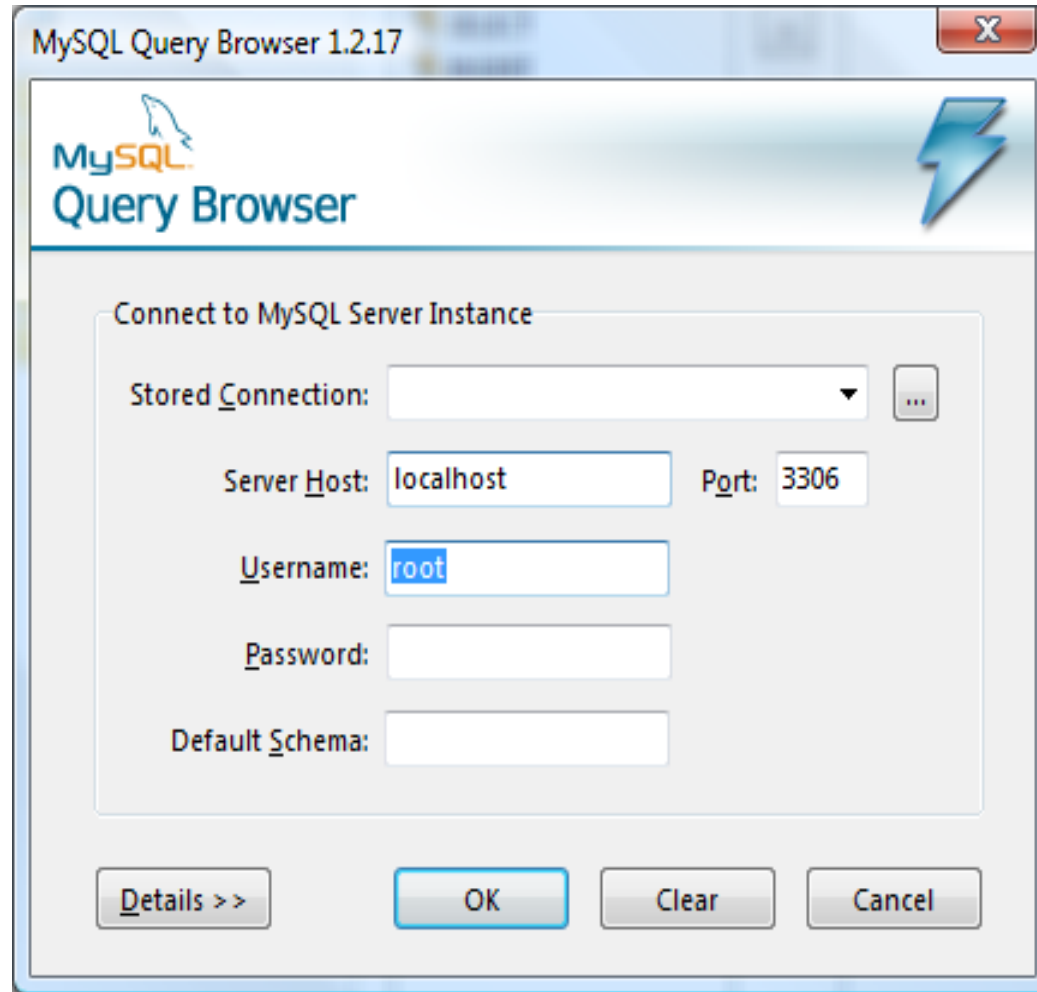 MySQL Query Browser 1.2.17
X
MySQL
Query Browser
Connect to MySQL Server Instance
Stored Connection:
...
Server Host: localhost Port: 3306
Username: root
Password:
Default Schema:
Details >> OK Clear Cancel